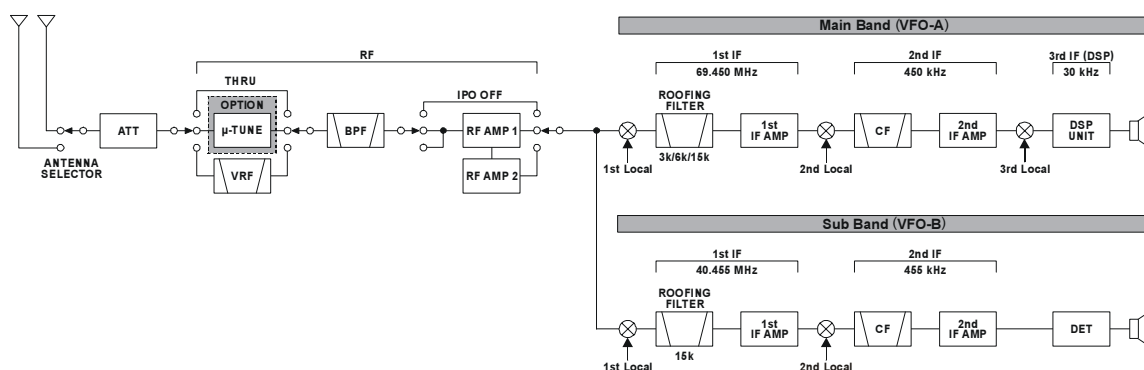 Main Band (VFO-A)
RF
1st IF
2nd IF
3rd IF (DSP)
69.450 MHz
450 kHz
30 kHz
THRU
OPTION
IPO OFF
ROOFING
FILTER
ATT
µ-TUNE
BPF
RF AMP 1
1st
IF AMP
CF
2nd
IF AMP
DSP
UNIT
3k/6k/15k
ANTENNA
SELECTOR
VRF
RF AMP 2
1st Local
2nd Local
3rd Local
Sub Band (VFO-B)
1st IF
2nd IF
40.455 MHz
455 kHz
ROOFING
FILTER
1st
IF AMP
CF
2nd
IF AMP
DET
15k
1st Local
2nd Local